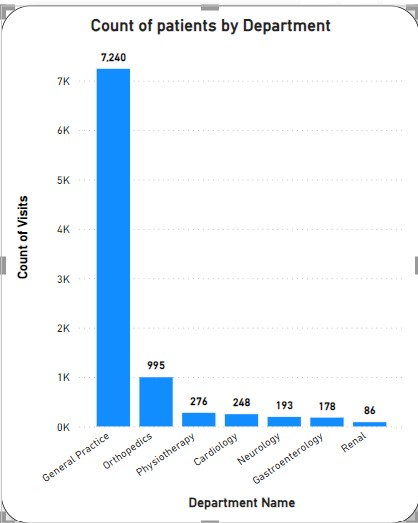 Count of patients by Department
Count of Visits
7K
6K
5K
4K
3K
2K
1K
0K
7,240
995
276
248
193
178
86
General Practice
Orthopedics
Physiotherapy
Cardiology
Neurology
Gastroenterology
Renal
Department Name